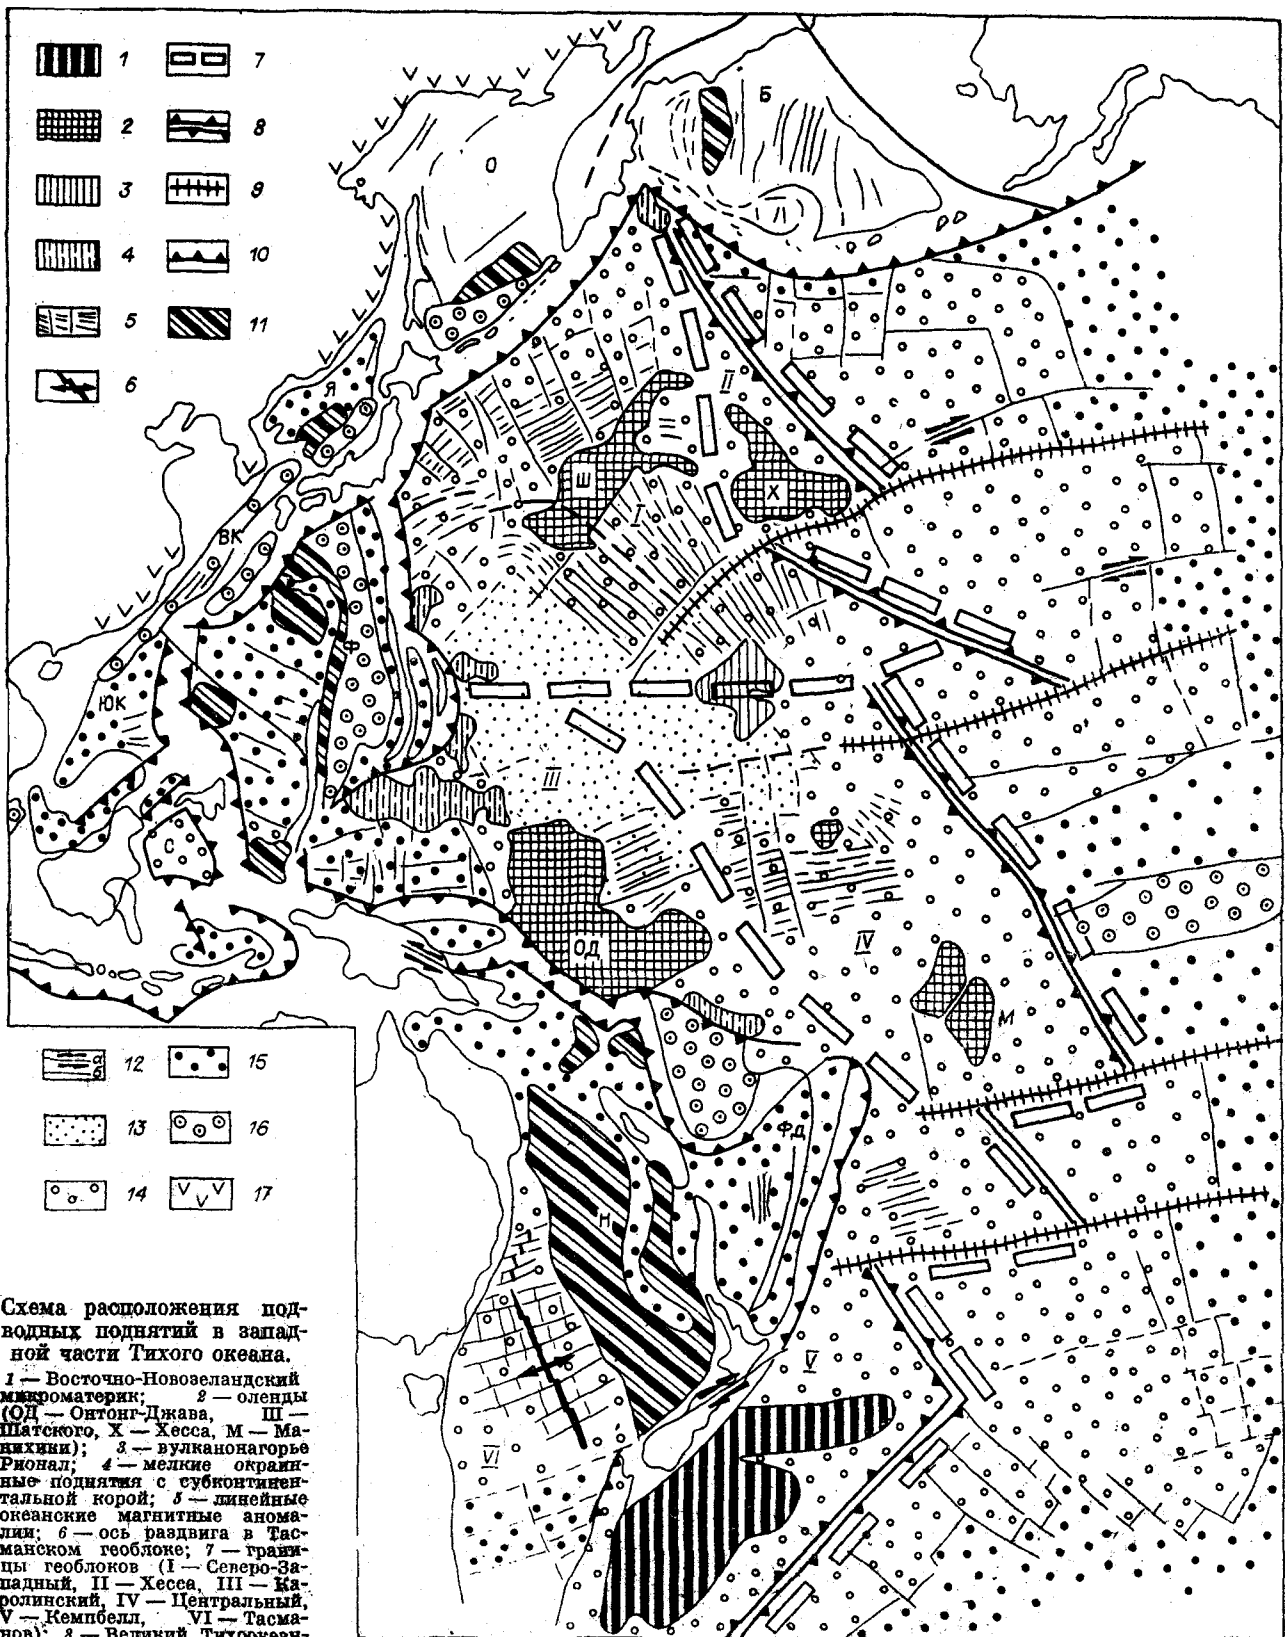 1 7
2 8
3 9
4 10
5 11
6
Б
О
Я
II
Ш
Х
I
ВК
Ф
ЮК
III
С
ОД
IV
М
12 а б 15
13 16
14 17
ФД
Н
V
VI
Схема расположения под-
водных поднятий в запад-
ной части Тихого океана.
1 — Восточно-Новозеландский
микроматерик; 2 — оленды
(ОД — Онтонг-Джава, Ш —
Шатского, Х — Хесса, М — Ма-
нихики); 3 — вулканонагорье
Рионал; 4 — мелкие окраин-
ные поднятия с субконтинен-
тальной корой; 5 — линейные
океанские магнитные анома-
лии; 6 — ось раздвига в Тас-
манском геоблоке; 7 — грани-
цы геоблоков (I — Северо-За-
падный, II — Хесса, III — Ка-
ролинский, IV — Центральный,
V — Кемпбелл, VI — Тасма-
нов); 8 — Великий Тихоокеан-